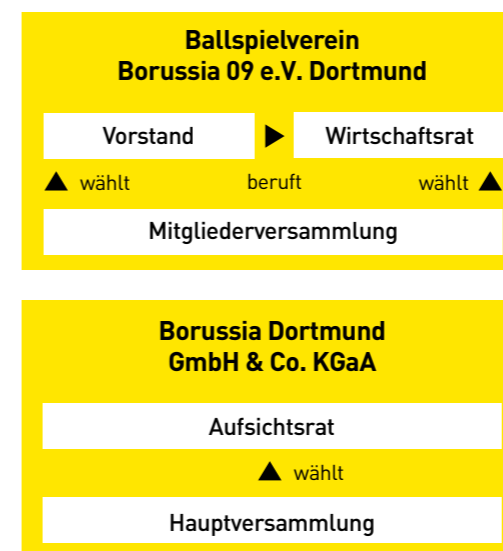 Ballspielverein
Borussia 09 e.V. Dortmund
Vorstand ▶ Wirtschaftsrat
▲ wählt beruft wählt ▲
Mitgliederversammlung
Borussia Dortmund
GmbH & Co. KGaA
Aufsichtsrat
▲ wählt
Hauptversammlung